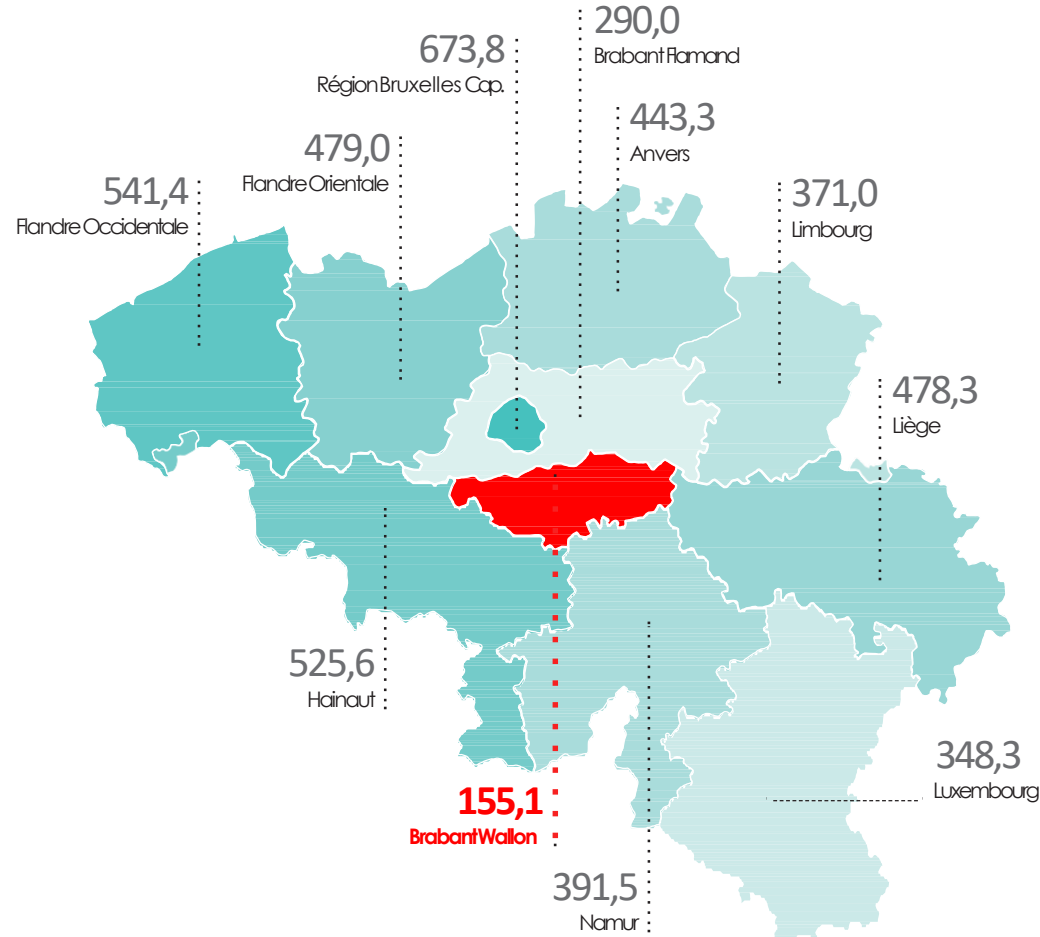 290,0
Brabant Flamand
673,8
Région Bruxelles Cap.
443,3
Anvers
479,0
Flandre Orientale
541,4
Flandre Occidentale
371,0
Limbourg
478,3
Liège
525,6
Hainaut
348,3
Luxembourg
155,1
Brabant Wallon
391,5
Namur